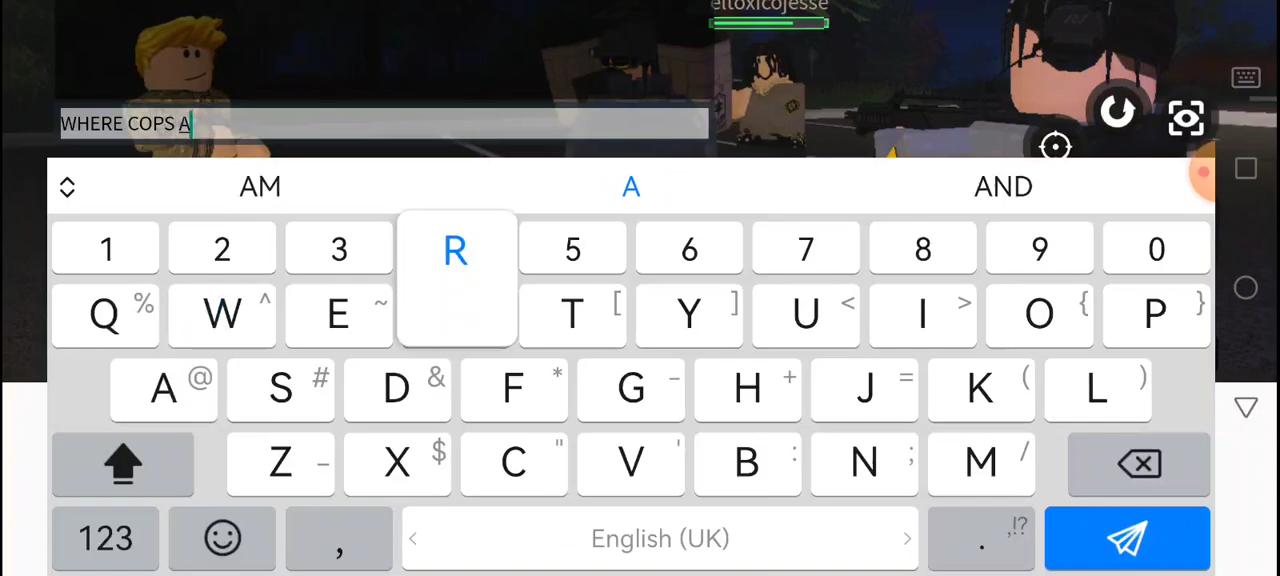 eltoxicojesse
WHERE COPS A
AM A AND
1 2 3 R 5 6 7 8 9 0
Q % W ^ E ~ T [ Y ] U < I > O { P }
A @ S # D & F * G - H + J = K ( L )
Z _ X $ C " V ' B : N ; M /
123 , < English (UK) > . ,!?